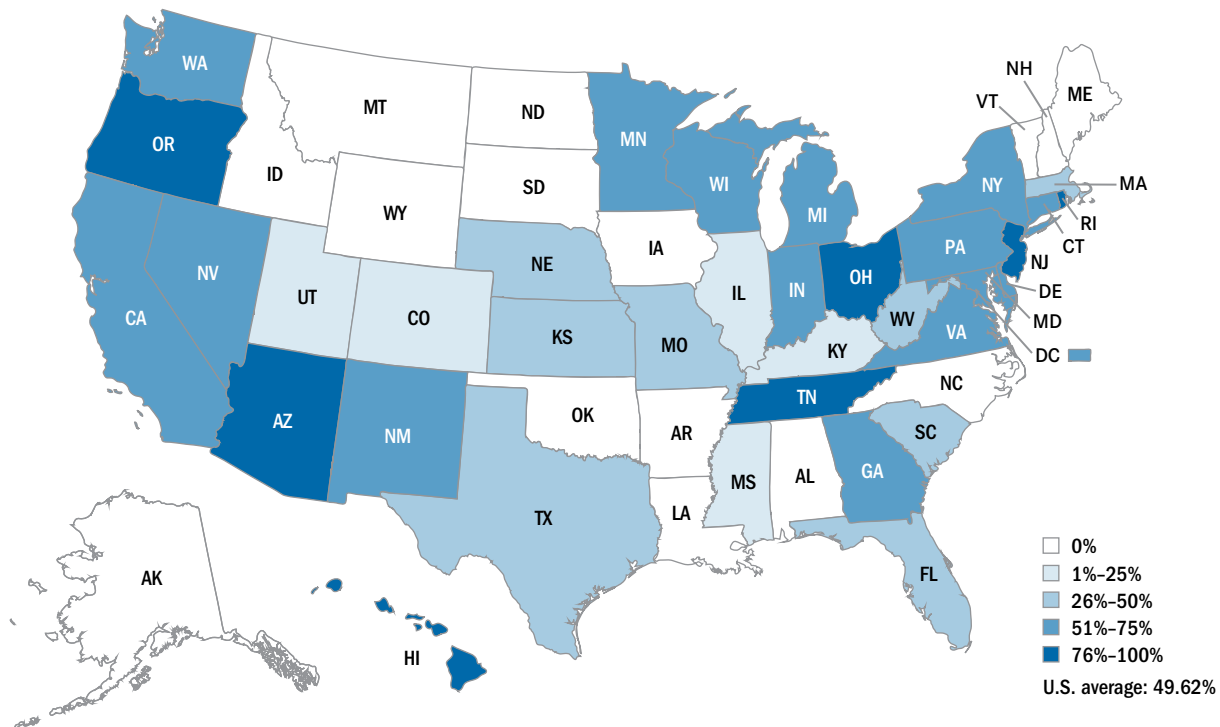 WA
MT
ND
MN
VT
NH
ME
OR
ID
SD
WI
NY
MA
WY
MI
RI
CT
IA
PA
NV
NE
OH
NJ
UT
CO
IL
IN
DE
CA
KS
MO
WV
VA
MD
KY
DC
AZ
NM
OK
AR
TN
NC
SC
MS
AL
GA
TX
LA
AK
FL
HI
0%
1%–25%
26%–50%
51%–75%
76%–100%
U.S. average: 49.62%